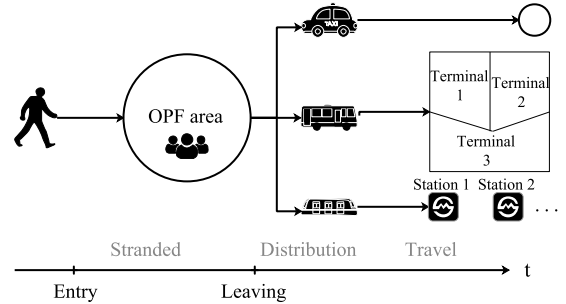 TAXI
OPF area
Terminal
1
Terminal
2
Terminal
3
Station 1 Station 2
...
Stranded Distribution Travel
t
Entry Leaving